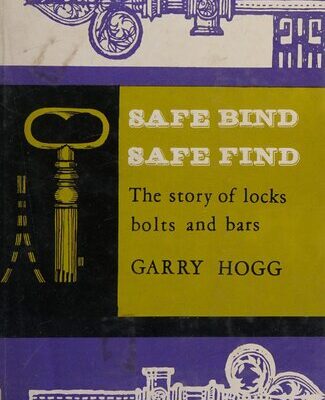 SAFE BIND
SAFE FIND
The story of locks
bolts and bars
GARRY HOGG